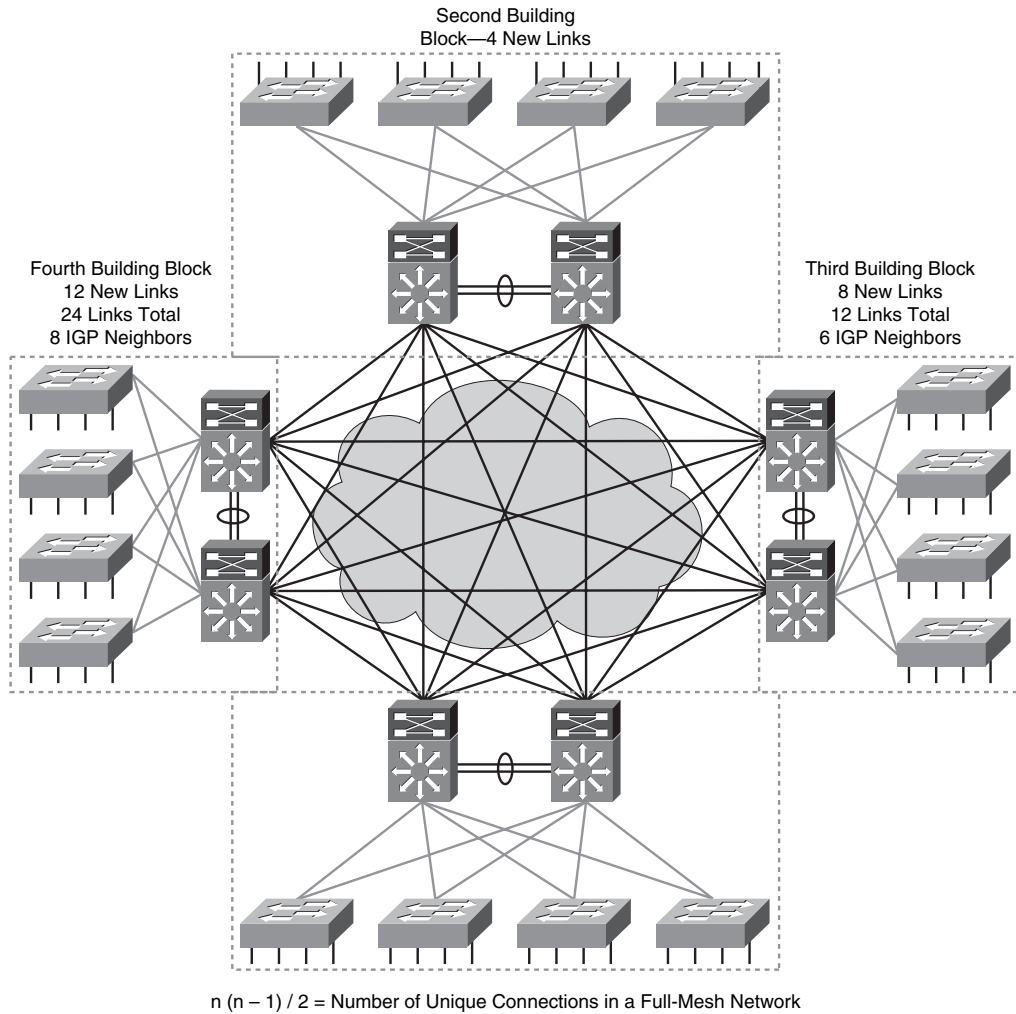 Second Building
Block—4 New Links
Fourth Building Block
12 New Links
24 Links Total
8 IGP Neighbors
Third Building Block
8 New Links
12 Links Total
6 IGP Neighbors
n (n – 1) / 2 = Number of Unique Connections in a Full-Mesh Network